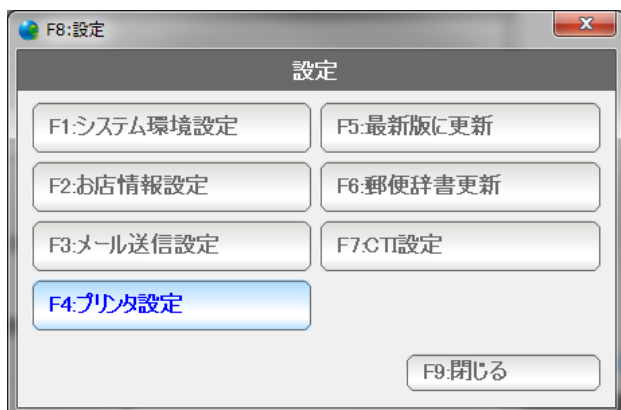 F8:設定
設定
F1:システム環境設定
F5:最新版に更新
F2:お店情報設定
F6:郵便辞書更新
F3:メール送信設定
F7:CTI設定
F4:プリンタ設定
F9:閉じる